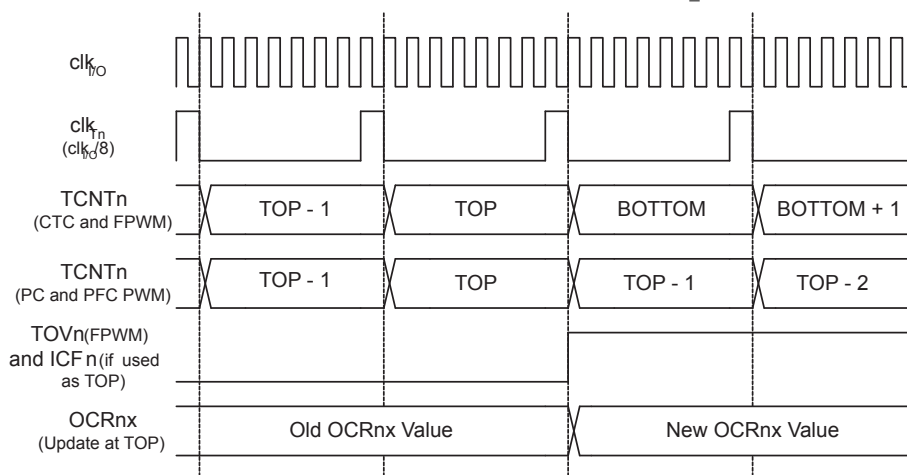 clkI/O
clkTn
(clkI/O/8)
TCNTn
(CTC and FPWM)
TOP - 1 TOP BOTTOM BOTTOM + 1
TCNTn
(PC and PFC PWM)
TOP - 1 TOP TOP - 1 TOP - 2
TOVn(FPWM)
and ICF n(if used
as TOP)
OCRnx
(Update at TOP)
Old OCRnx Value New OCRnx Value